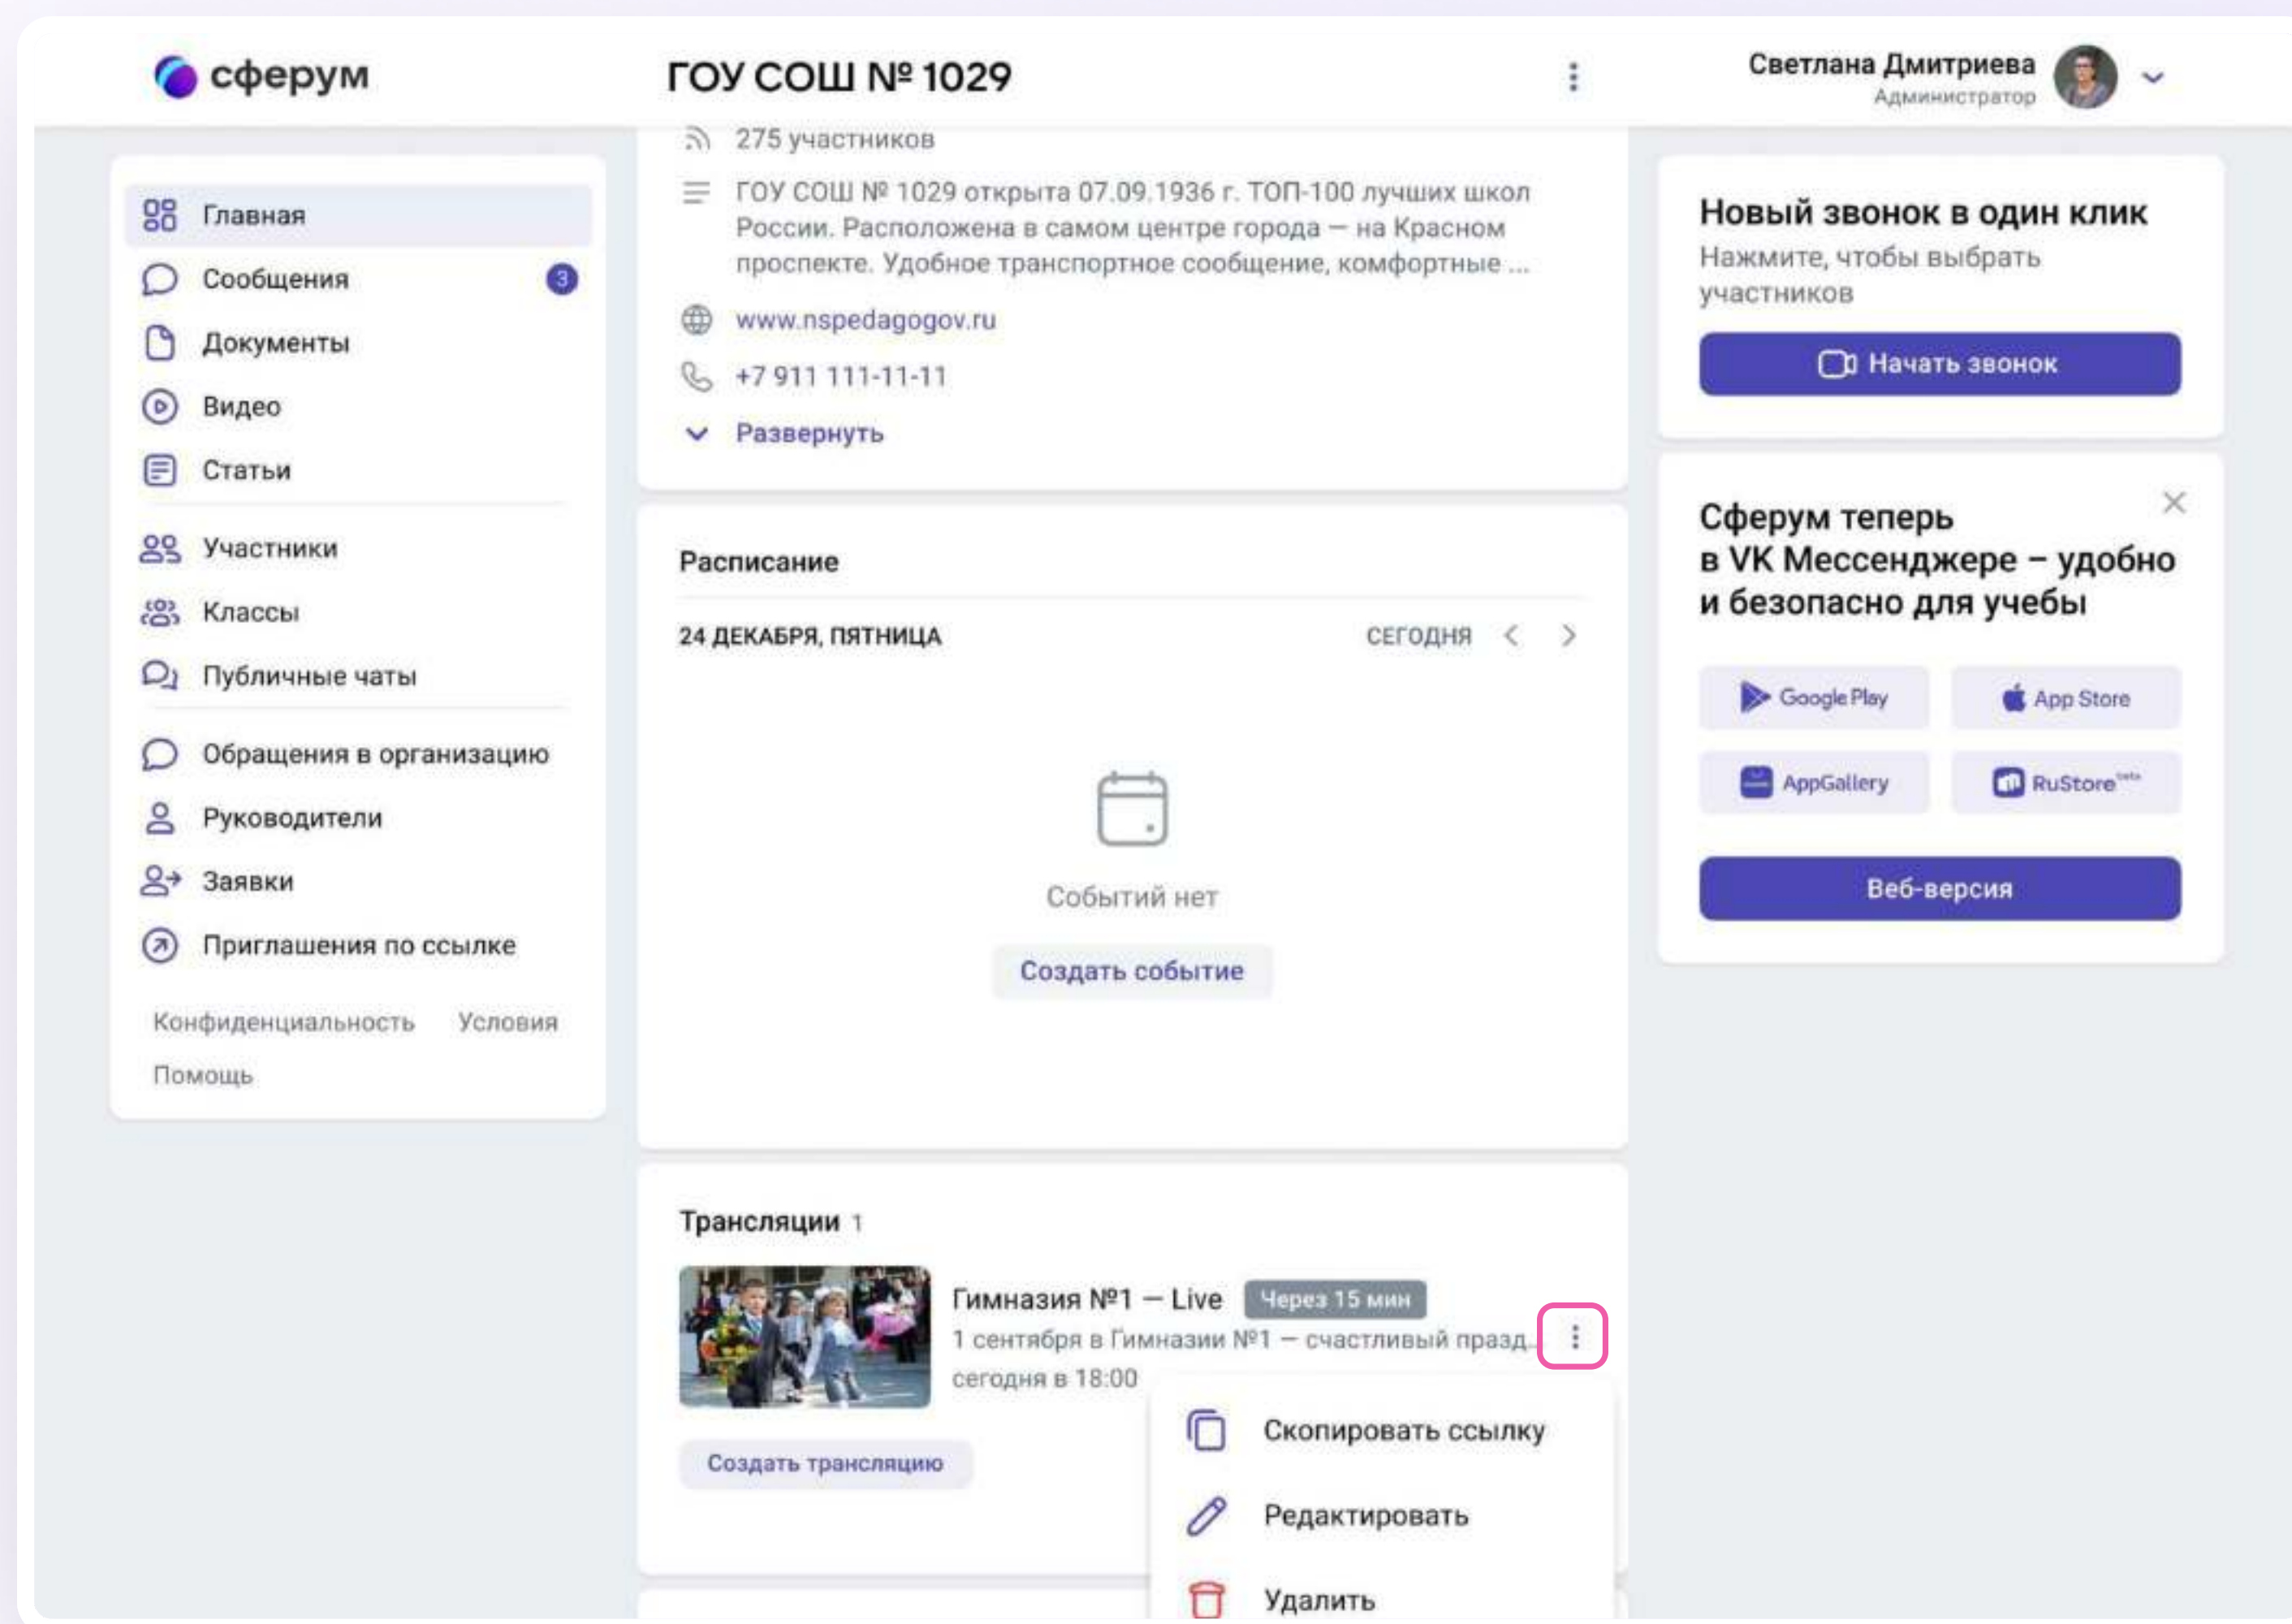 сферум
ГОУ СОШ № 1029
Светлана Дмитриева
Администратор
Главная
Сообщения 3
Документы
Видео
Статьи
Участники
Классы
Публичные чаты
Обращения в организацию
Руководители
Заявки
Приглашения по ссылке
Конфиденциальность Условия
Помощь
275 участников
ГОУ СОШ № 1029 открыта 07.09.1936 г. ТОП-100 лучших школ
России. Расположена в самом центре города — на Красном
проспекте. Удобное транспортное сообщение, комфортные ...
www.nspedagogov.ru
+7 911 111-11-11
Развернуть
Расписание
24 ДЕКАБРЯ, ПЯТНИЦА СЕГОДНЯ
Событий нет
Создать событие
Трансляции 1
Гимназия №1 — Live Через 15 мин
1 сентября в Гимназии №1 — счастливый празд...
сегодня в 18:00
Создать трансляцию
Скопировать ссылку
Редактировать
Удалить
Новый звонок в один клик
Нажмите, чтобы выбрать
участников
Начать звонок
Сферум теперь
в VK Мессенджере – удобно
и безопасно для учебы
Google Play App Store
AppGallery RuStore beta
Веб-версия